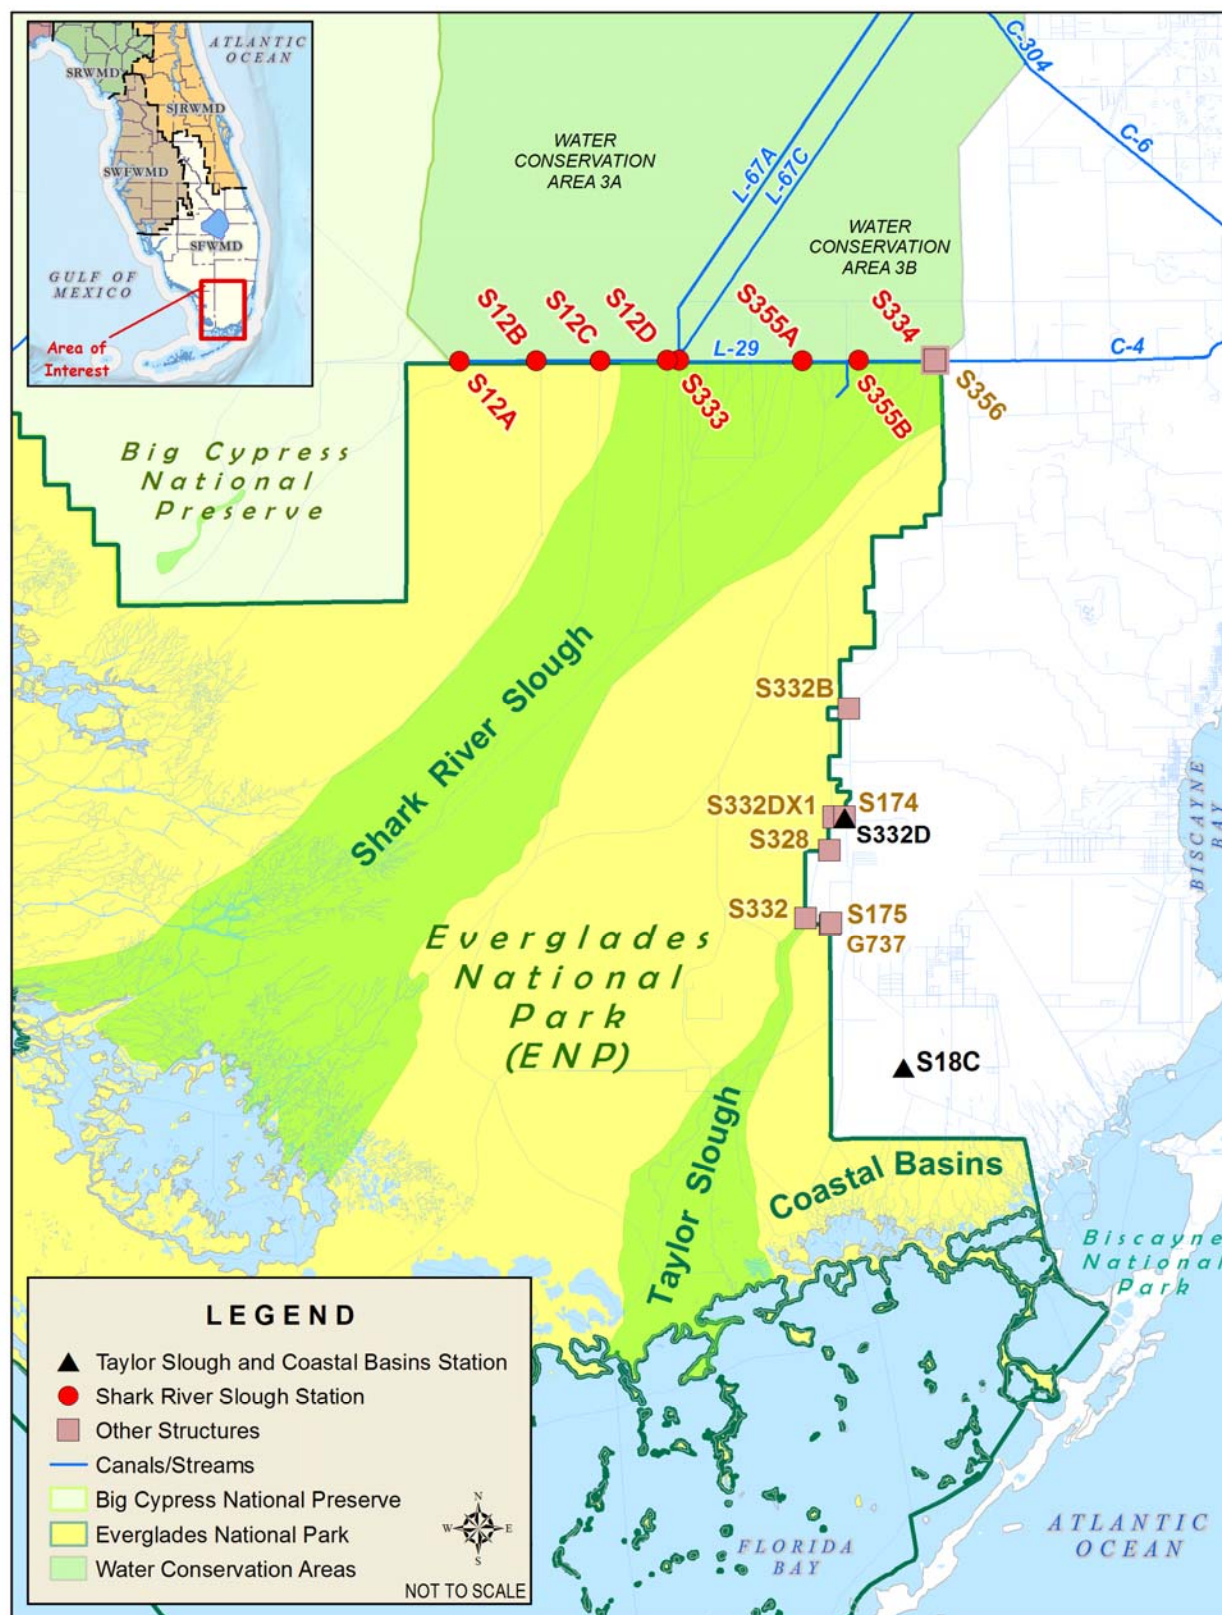 ATLANTIC
OCEAN
SRWMD
SJRWMD
SWFWMD
SFWMD
GULF OF
MEXICO
Area of
Interest
WATER
CONSERVATION
AREA 3A
L-67A
L-67C
C-304
C-6
WATER
CONSERVATION
AREA 3B
S12B
S12C
S12D
S355A
S334
L-29
C-4
S12A
S333
S355B
S356
Big Cypress
National
Preserve
Shark River Slough
S332B
S332DX1
S174
S332D
S328
S332
S175
G737
BISCAYNE
BAY
Everglades
National
Park
(ENP)
S18C
Taylor Slough
Coastal Basins
Biscayne
National
Park
LEGEND
Taylor Slough and Coastal Basins Station
Shark River Slough Station
Other Structures
Canals/Streams
Big Cypress National Preserve
Everglades National Park
Water Conservation Areas
N
W
E
S
NOT TO SCALE
FLORIDA
BAY
ATLANTIC
OCEAN